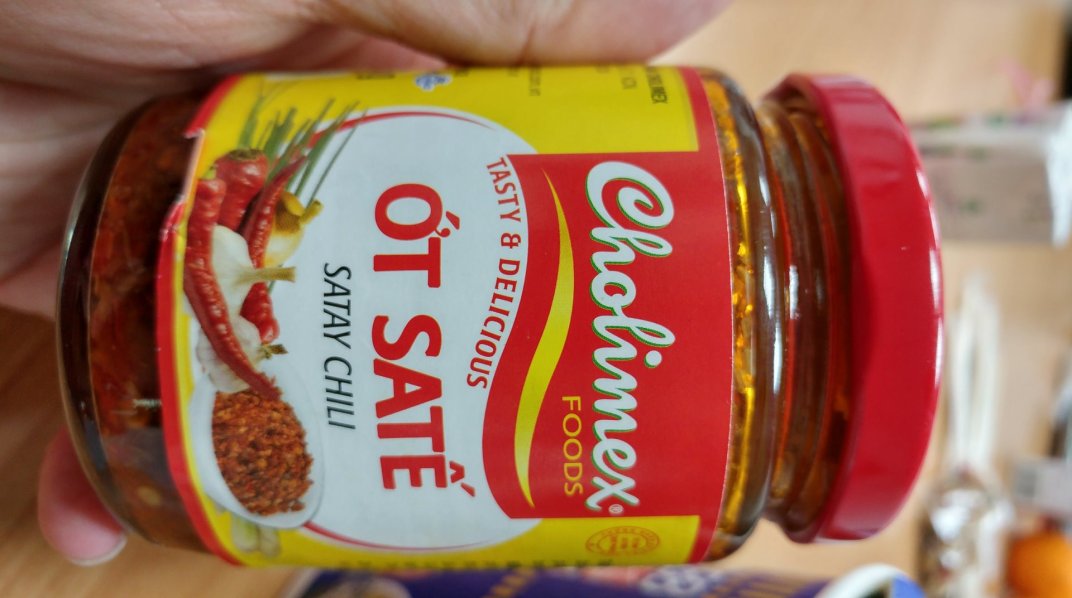 Cholimex®
FOODS
TASTY & DELICIOUS
ỚT SATẾ
SATAY CHILI